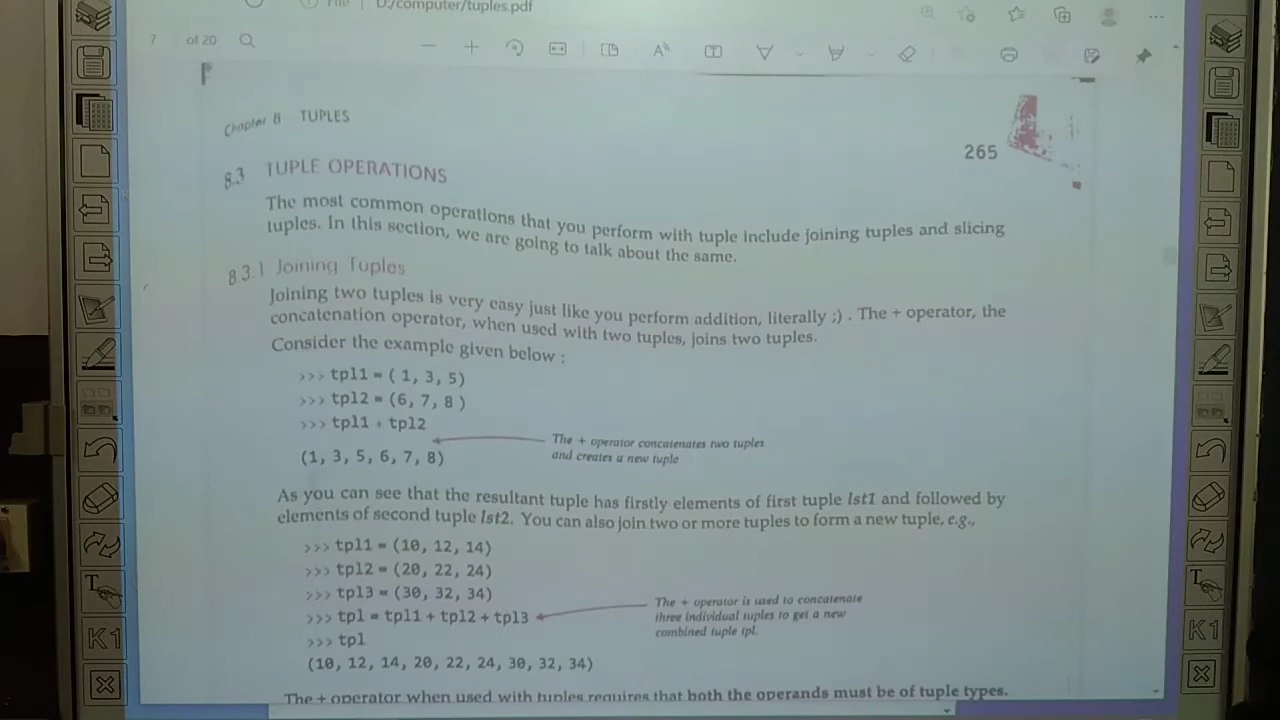 File D:/computer/tuples.pdf
7 of 20
Chapter 8 TUPLES
265
8.3 TUPLE OPERATIONS
The most common operations that you perform with tuple include joining tuples and slicing
tuples. In this section, we are going to talk about the same.
8.3.1 Joining Tuples
Joining two tuples is very easy just like you perform addition, literally ;) . The + operator, the
concatenation operator, when used with two tuples, joins two tuples.
Consider the example given below :
>>> tpl1 = ( 1, 3, 5)
>>> tpl2 = (6, 7, 8 )
>>> tpl1 + tpl2
(1, 3, 5, 6, 7, 8)
The + operator concatenates two tuples
and creates a new tuple
As you can see that the resultant tuple has firstly elements of first tuple lst1 and followed by
elements of second tuple lst2. You can also join two or more tuples to form a new tuple, e.g.,
>>> tpl1 = (10, 12, 14)
>>> tpl2 = (20, 22, 24)
>>> tpl3 = (30, 32, 34)
>>> tpl = tpl1 + tpl2 + tpl3
>>> tpl
(10, 12, 14, 20, 22, 24, 30, 32, 34)
The + operator is used to concatenate
three individual tuples to get a new
combined tuple tpl.
The + operator when used with tuples requires that both the operands must be of tuple types.
K1
K1